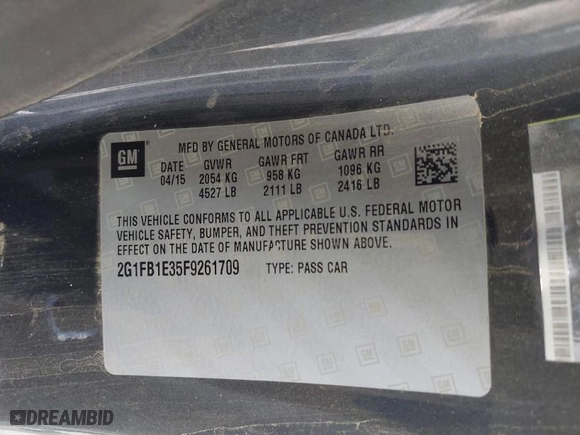 MFD BY GENERAL MOTORS OF CANADA LTD.
GM
DATE GVWR GAWR FRT GAWR RR
04/15 2054 KG 958 KG 1096 KG
4527 LB 2111 LB 2416 LB
THIS VEHICLE CONFORMS TO ALL APPLICABLE U.S. FEDERAL MOTOR
VEHICLE SAFETY, BUMPER, AND THEFT PREVENTION STANDARDS IN
EFFECT ON THE DATE OF MANUFACTURE SHOWN ABOVE.
2G1FB1E35F9261709 TYPE: PASS CAR
DREAMBID